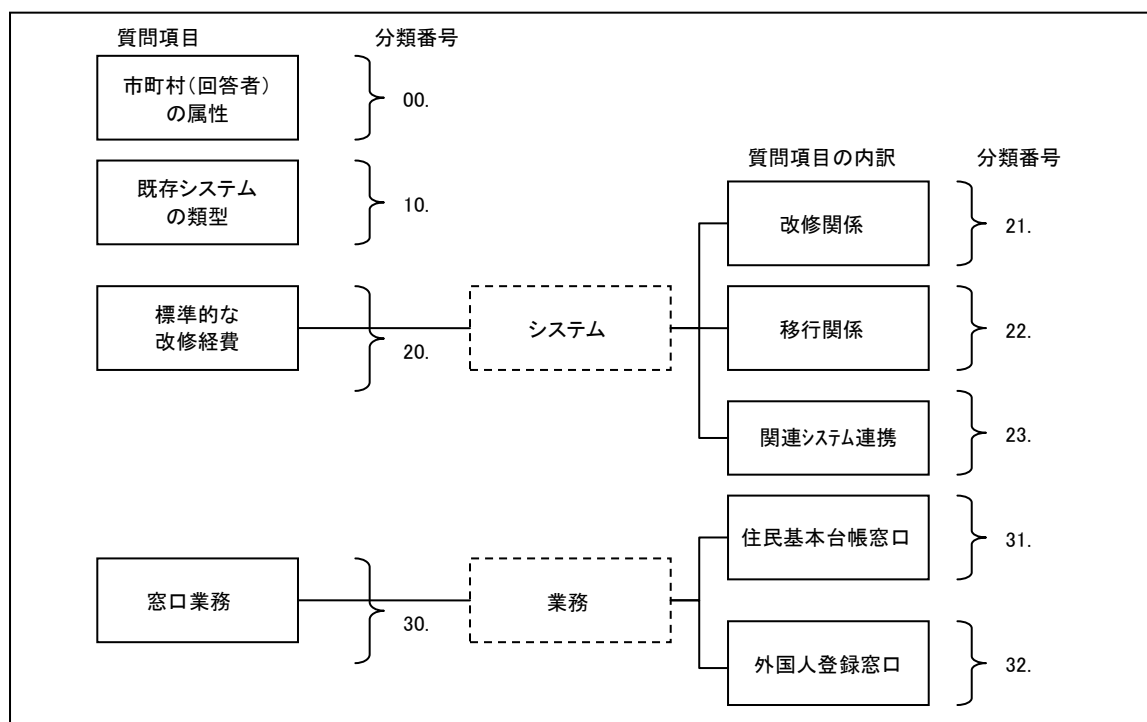 質問項目
分類番号
市町村(回答者)
の属性
00.
既存システム
の類型
10.
質問項目の内訳
分類番号
改修関係
21.
標準的な
改修経費
20.
システム
移行関係
22.
関連システム連携
23.
住民基本台帳窓口
31.
窓口業務
30.
業務
外国人登録窓口
32.